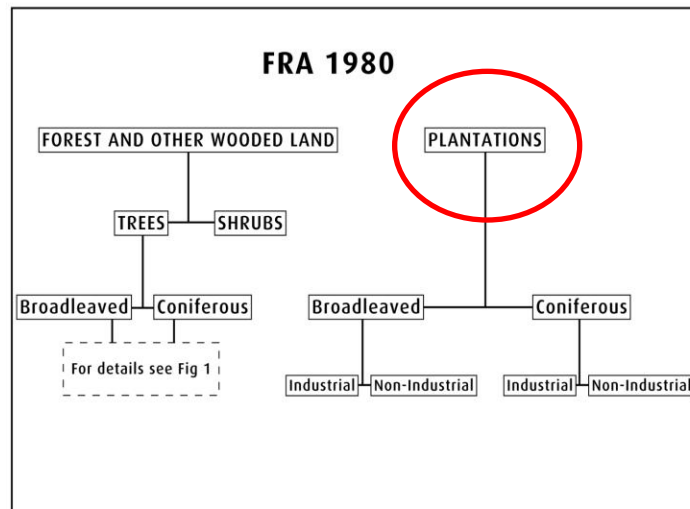 FRA 1980
FOREST AND OTHER WOODED LAND
PLANTATIONS
TREES
SHRUBS
Broadleaved
Coniferous
Broadleaved
Coniferous
For details see Fig 1
Industrial
Non-Industrial
Industrial
Non-Industrial